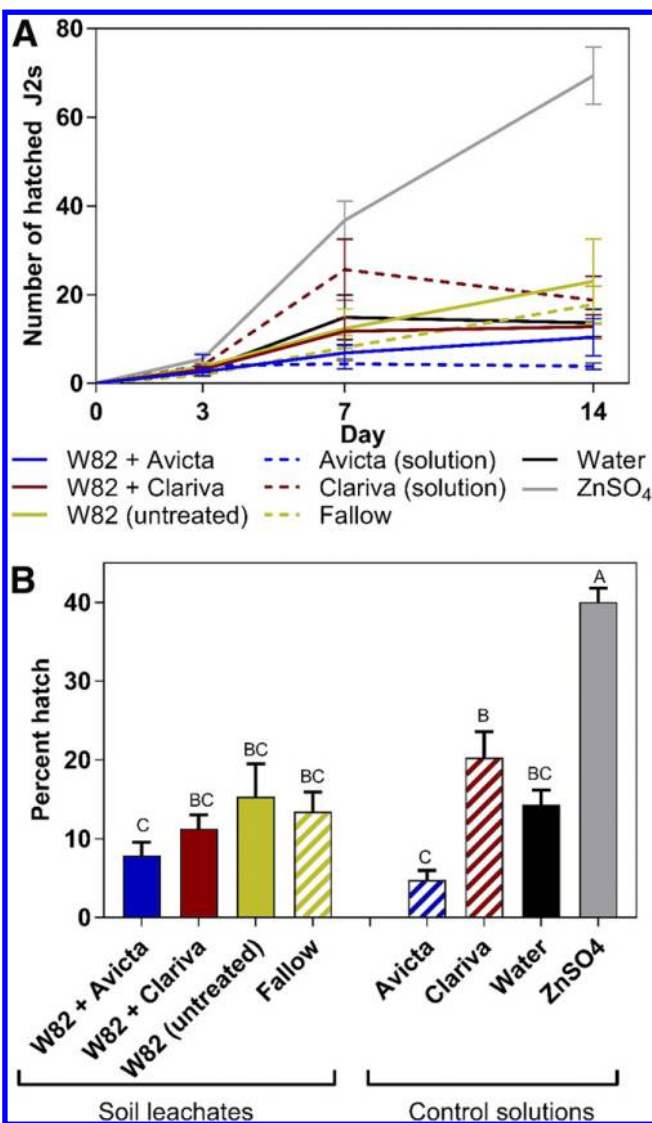 A
80
60
40
20
0
Number of hatched J2s
0 3 7 14
Day
W82 + Avicta Avicta (solution) Water
W82 + Clariva Clariva (solution) ZnSO₄
W82 (untreated) Fallow
B
40
30
20
10
0
Percent hatch
C BC BC BC C B BC A
W82 + Avicta
W82 + Clariva
W82 (untreated)
Fallow
Avicta
Clariva
Water
ZnSO4
Soil leachates Control solutions